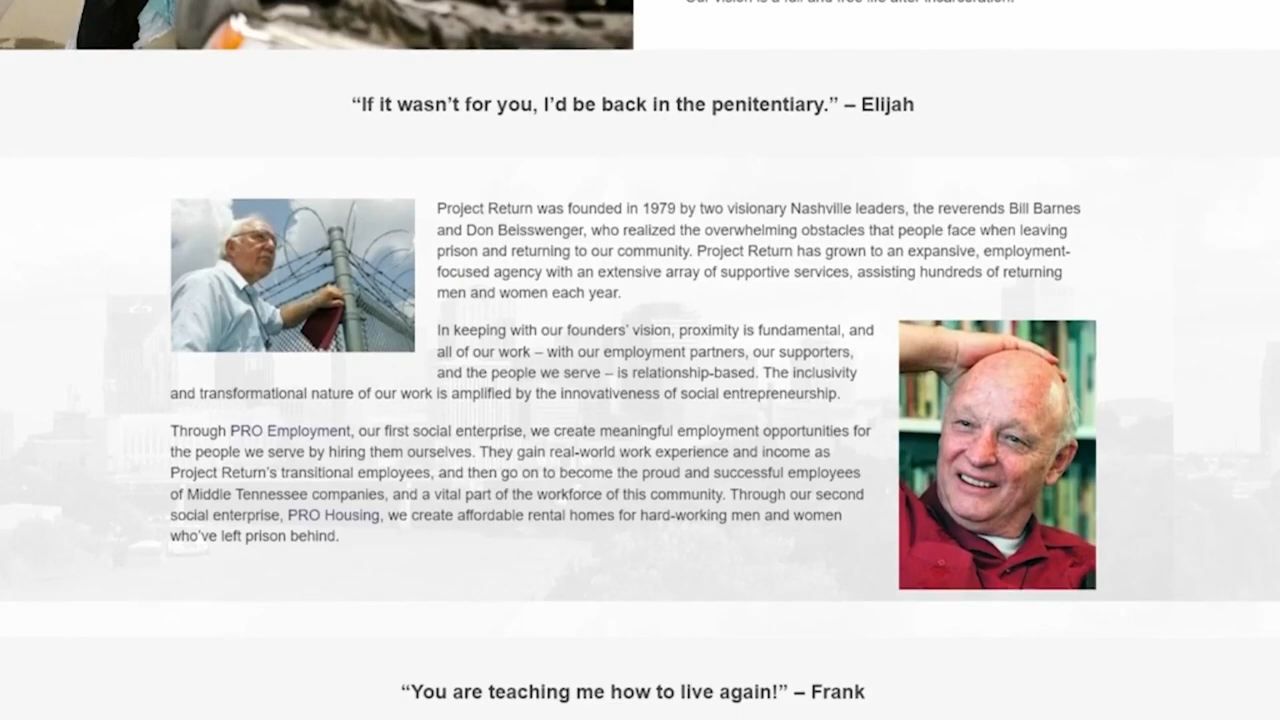 Our vision is a full and free life after incarceration.
“If it wasn’t for you, I’d be back in the penitentiary.” – Elijah
Project Return was founded in 1979 by two visionary Nashville leaders, the reverends Bill Barnes
and Don Beisswenger, who realized the overwhelming obstacles that people face when leaving
prison and returning to our community. Project Return has grown to an expansive, employment-
focused agency with an extensive array of supportive services, assisting hundreds of returning
men and women each year.
In keeping with our founders’ vision, proximity is fundamental, and
all of our work – with our employment partners, our supporters,
and the people we serve – is relationship-based. The inclusivity
and transformational nature of our work is amplified by the innovativeness of social entrepreneurship.
Through PRO Employment, our first social enterprise, we create meaningful employment opportunities for
the people we serve by hiring them ourselves. They gain real-world work experience and income as
Project Return’s transitional employees, and then go on to become the proud and successful employees
of Middle Tennessee companies, and a vital part of the workforce of this community. Through our second
social enterprise, PRO Housing, we create affordable rental homes for hard-working men and women
who’ve left prison behind.
“You are teaching me how to live again!” – Frank